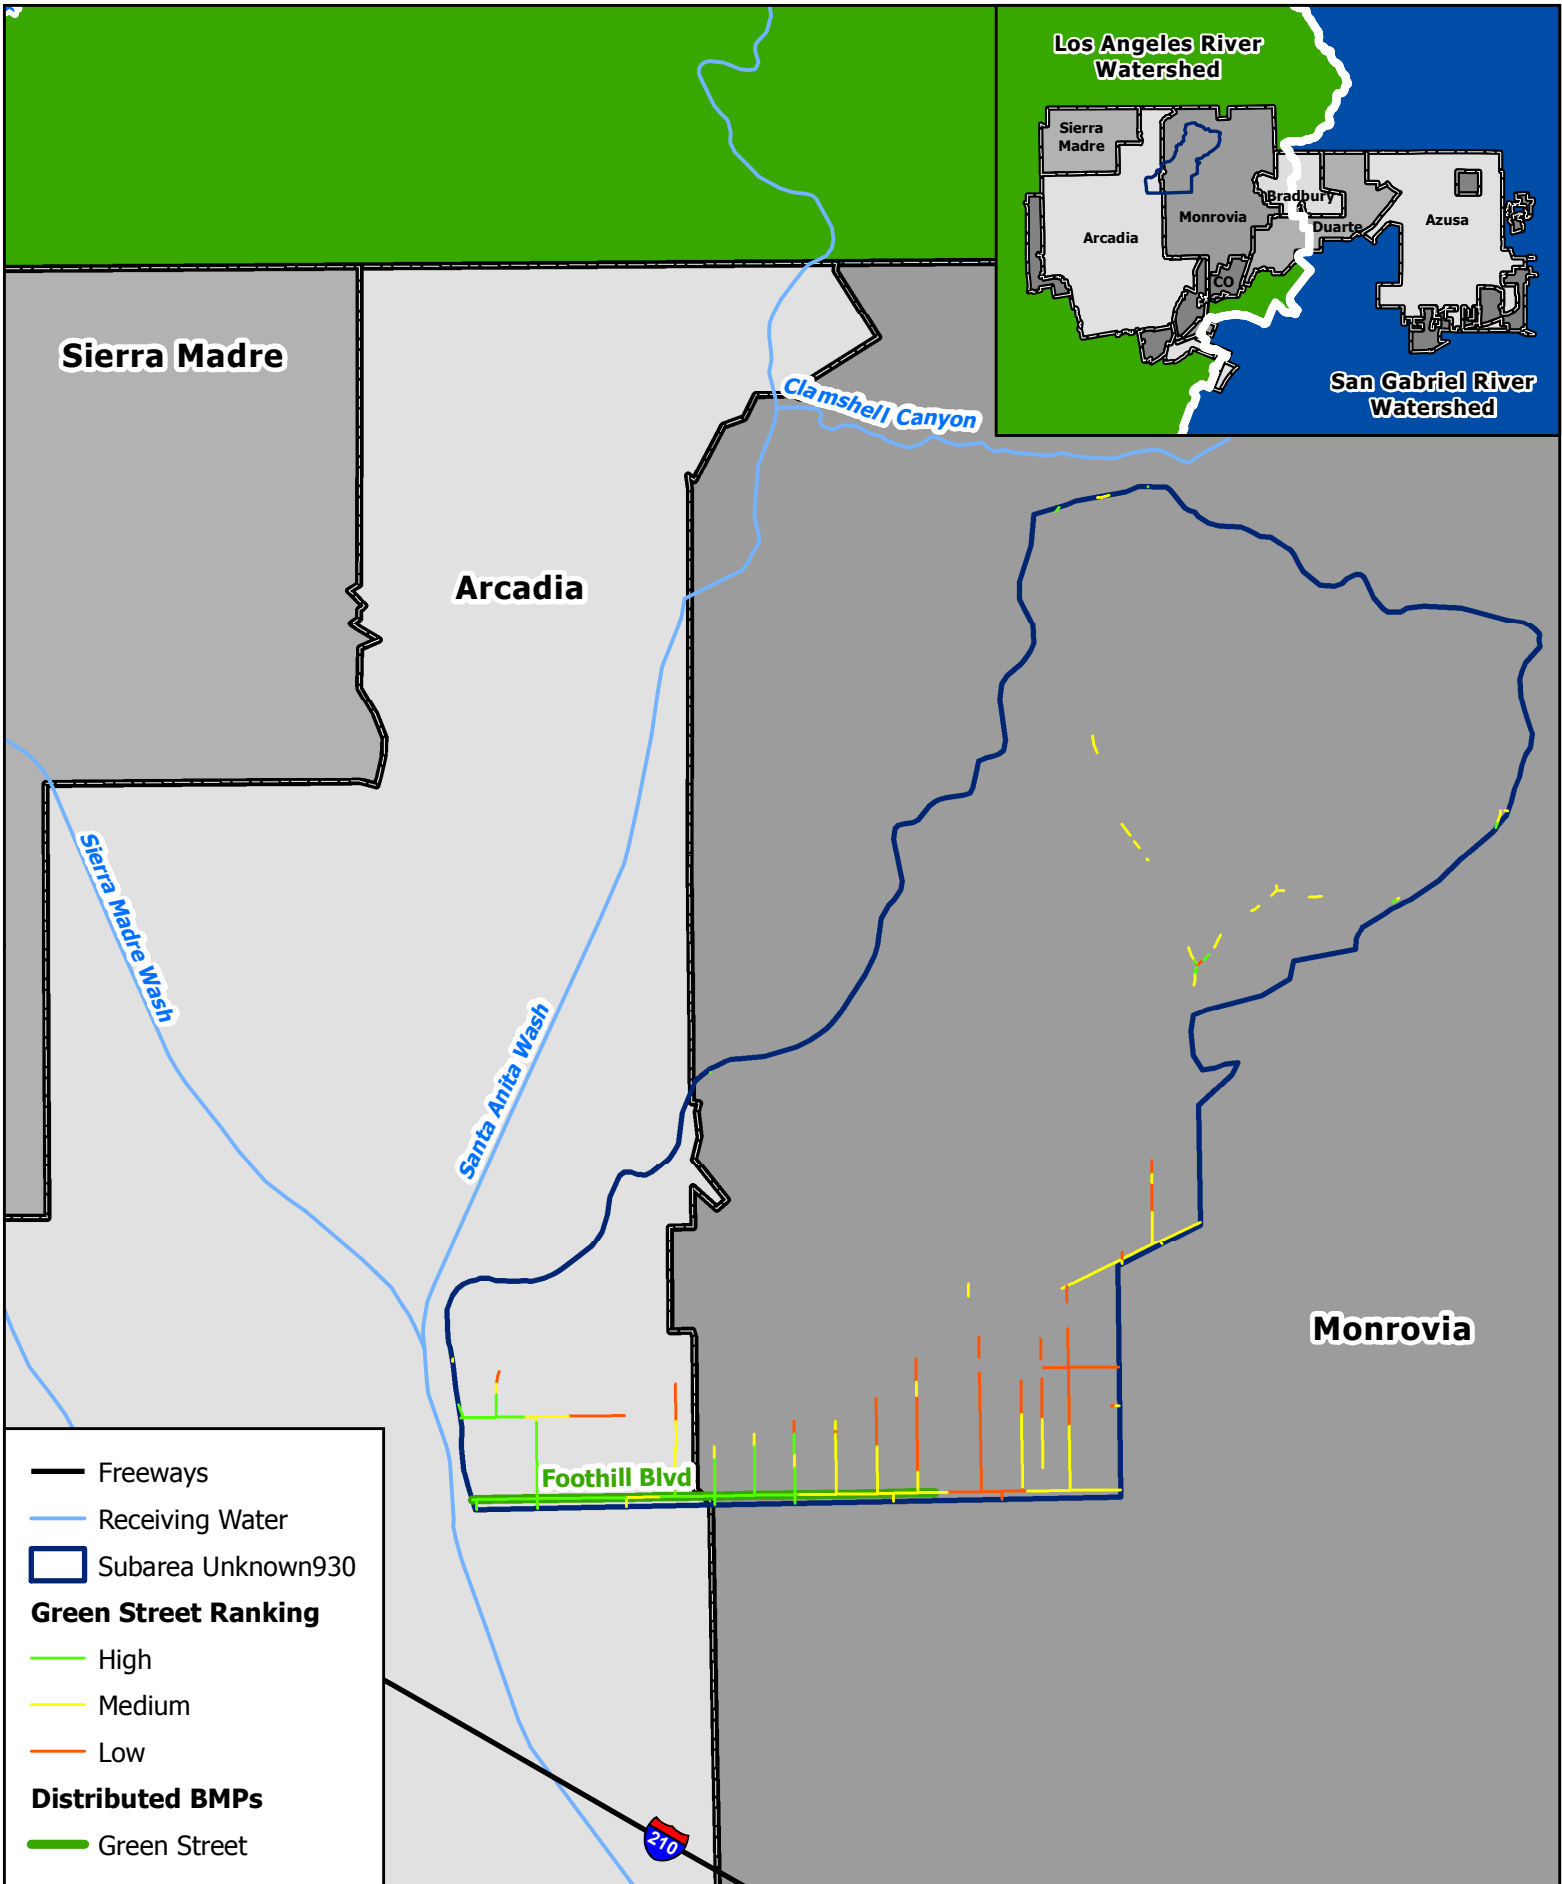 Los Angeles River
Watershed
Sierra
Madre
Bradbury
Monrovia
Duarte
Azusa
Arcadia
CO
San Gabriel River
Watershed
Sierra Madre
Clamshell Canyon
Arcadia
Sierra Madre Wash
Santa Anita Wash
Monrovia
Foothill Blvd
Freeways
Receiving Water
Subarea Unknown930
Green Street Ranking
High
Medium
Low
Distributed BMPs
Green Street
210